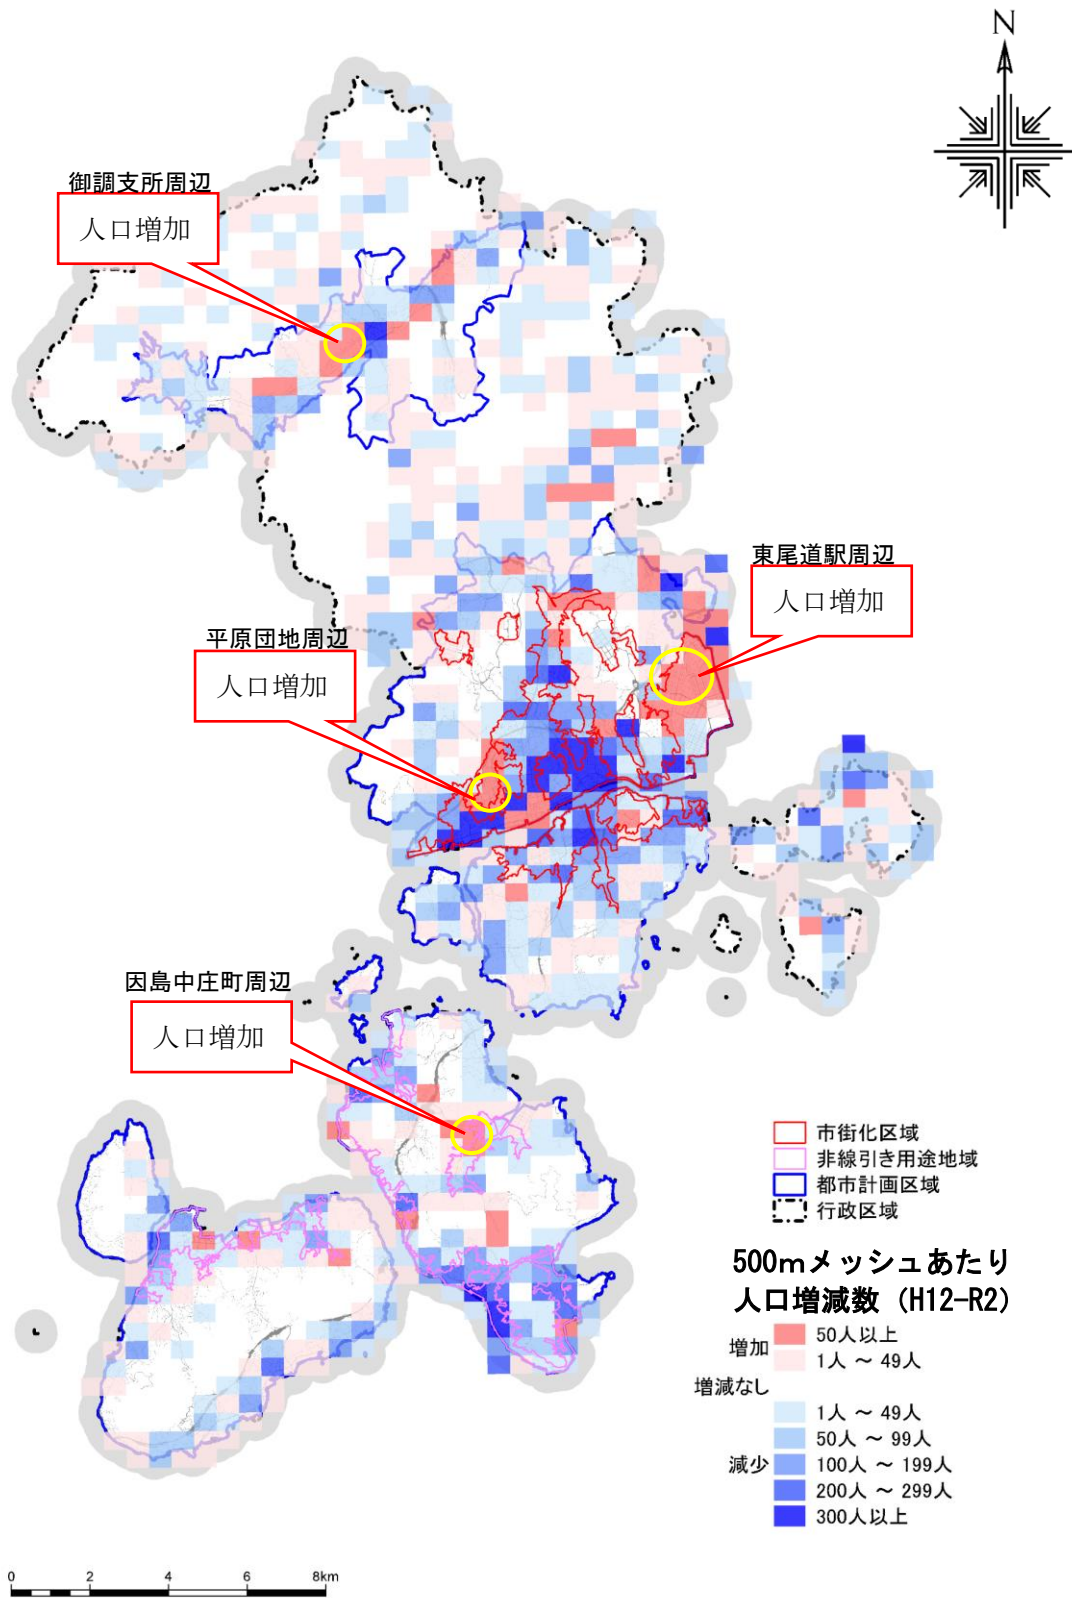 N
御調支所周辺
人口増加
東尾道駅周辺
人口増加
平原団地周辺
人口増加
因島中庄町周辺
人口増加
市街化区域
非線引き用途地域
都市計画区域
行政区域
500mメッシュあたり
人口増減数（H12-R2）
増加
50人以上
1人 ～ 49人
増減なし
減少
1人 ～ 49人
50人 ～ 99人
100人 ～ 199人
200人 ～ 299人
300人以上
0 2 4 6 8km